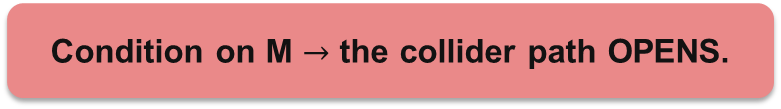 Condition on M → the collider path OPENS.